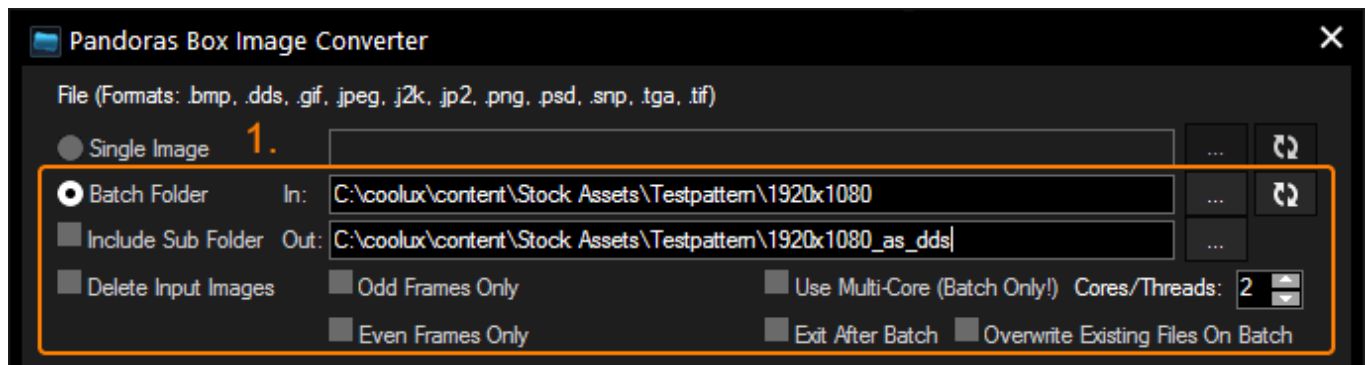 Pandoras Box Image Converter
File (Formats: .bmp, .dds, .gif, .jpeg, .j2k, .jp2, .png, .psd, .snp, .tga, .tif)
Single Image 1. ...
Batch Folder In: C:\coolux\content\Stock Assets\Testpattern\1920x1080 ...
Include Sub Folder Out: C:\coolux\content\Stock Assets\Testpattern\1920x1080_as_dds ...
Delete Input Images Odd Frames Only Use Multi-Core (Batch Only!) Cores/Threads: 2
Even Frames Only Exit After Batch Overwrite Existing Files On Batch